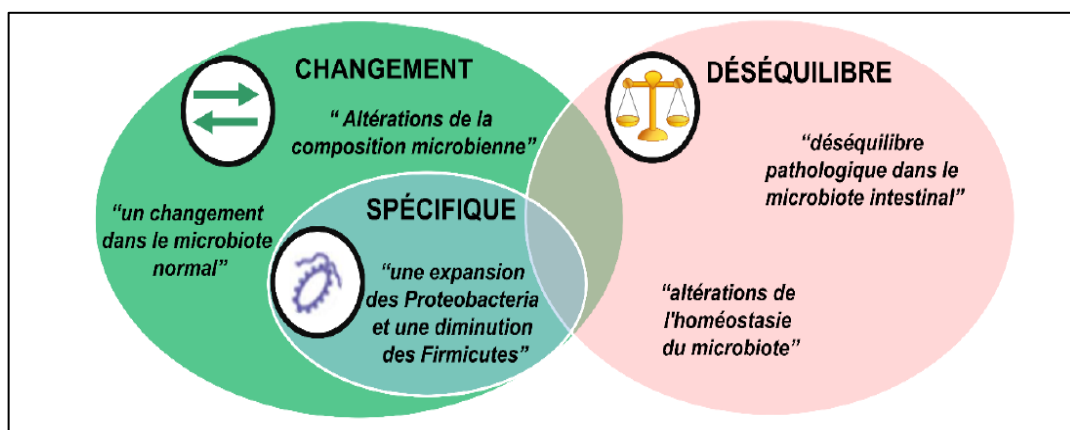 CHANGEMENT
“ Altérations de la
composition microbienne”
“un changement
dans le microbiote
normal”
SPÉCIFIQUE
“une expansion
des Proteobacteria
et une diminution
des Firmicutes”
DÉSÉQUILIBRE
“déséquilibre
pathologique dans le
microbiote intestinal”
“altérations de
l'homéostasie
du microbiote”